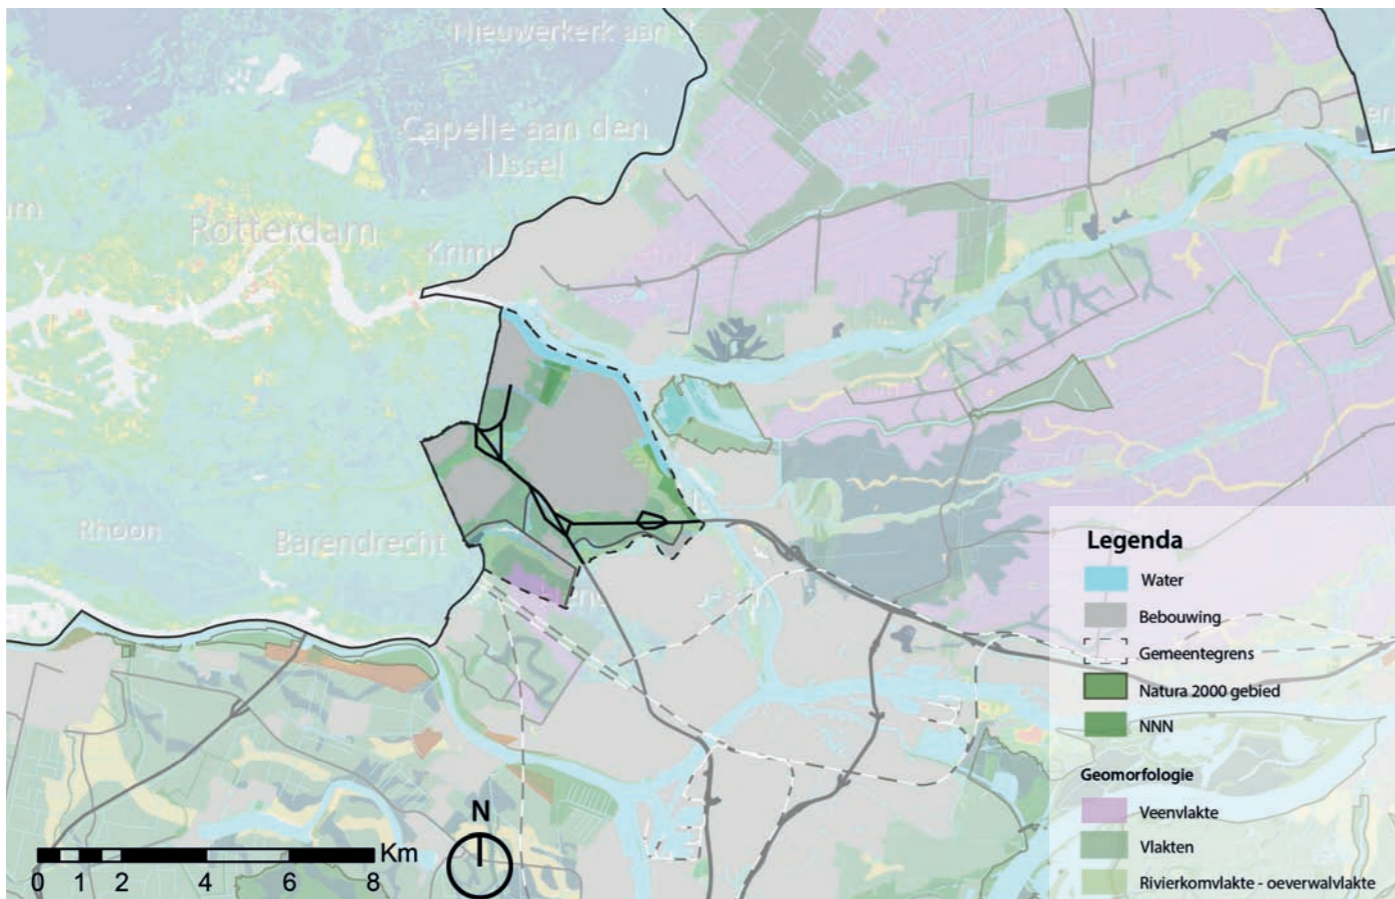 Nieuwerkerk aan
Capelle aan den
IJssel
Rotterdam
Rhoon
Barendrecht
Legenda
Water
Bebouwing
Gemeentegrens
Natura 2000 gebied
NNN
Geomorfologie
Veenvlakte
Vlakten
Rivierkomvlakte - oeverwalvlakte
N
Km
0 1 2 4 6 8